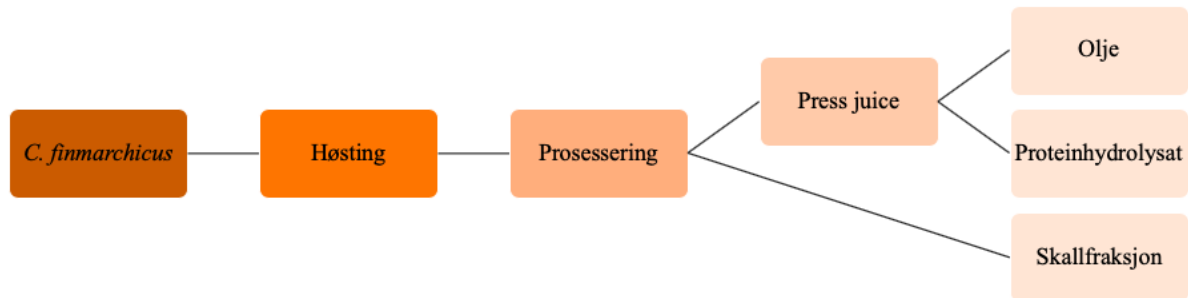 C. finmarchicus
Høsting
Prosessering
Press juice
Olje
Proteinhydrolysat
Skallfraksjon